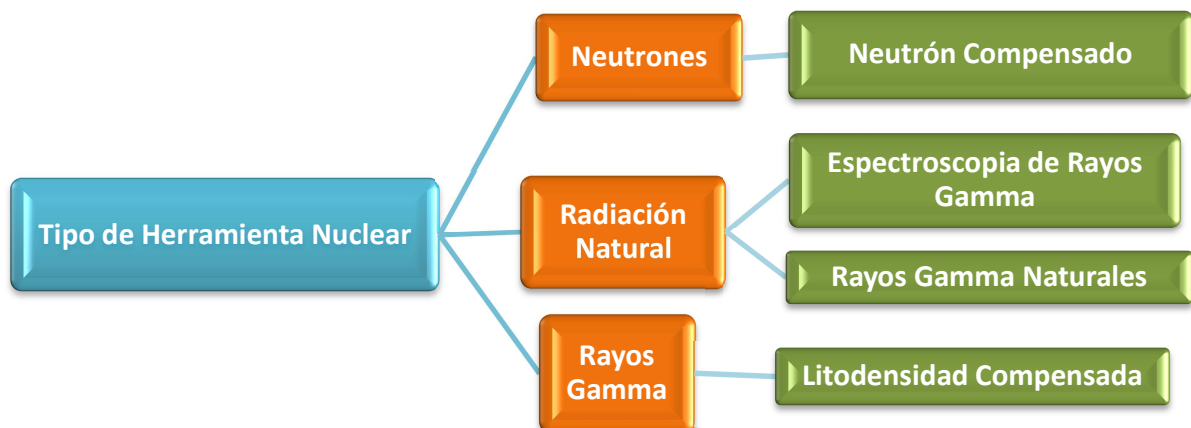 Tipo de Herramienta Nuclear
Neutrones
Neutrón Compensado
Radiación
Natural
Espectroscopia de Rayos
Gamma
Rayos Gamma Naturales
Rayos
Gamma
Litodensidad Compensada